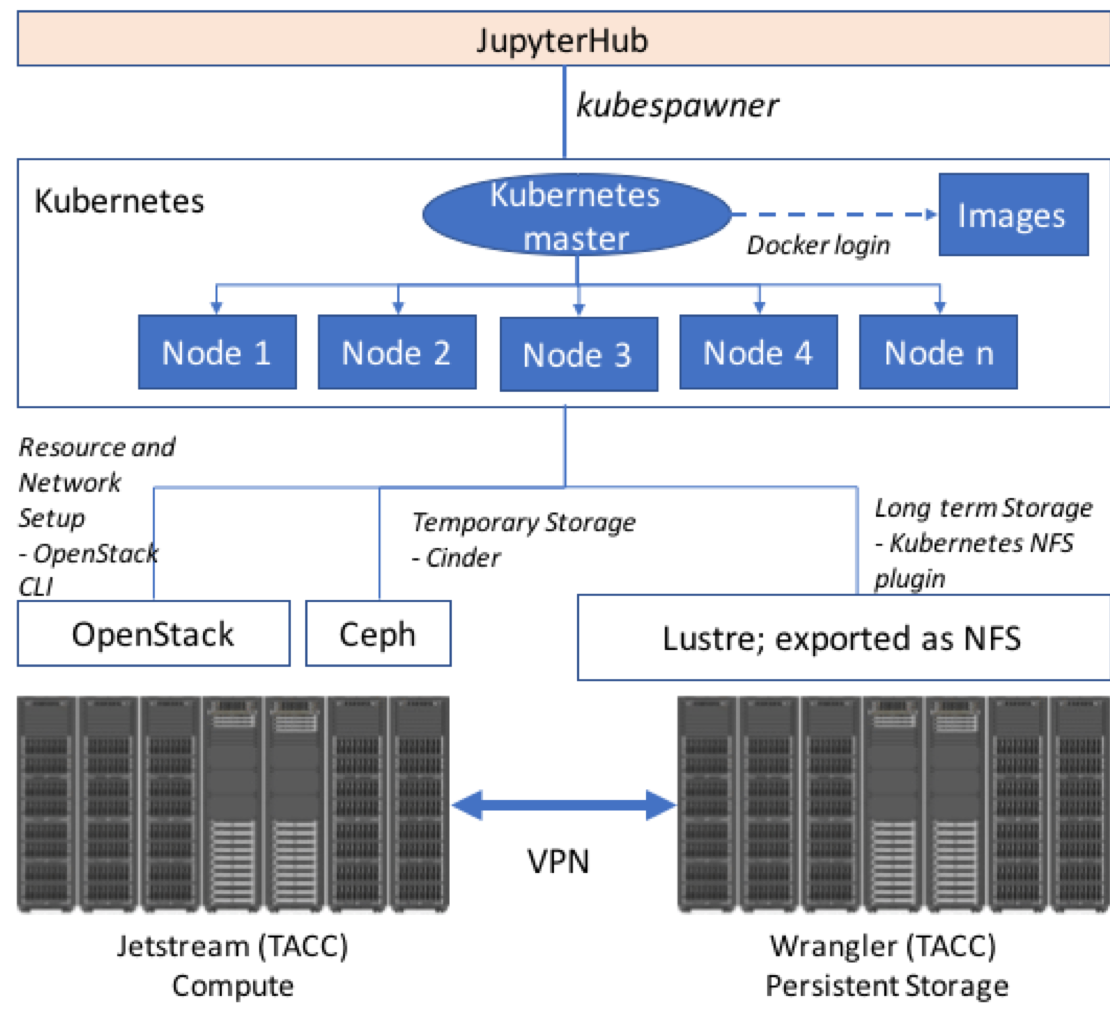 JupyterHub
kubespawner
Kubernetes
Kubernetes
master
Images
Docker login
Node 1
Node 2
Node 3
Node 4
Node n
Resource and
Network
Setup
- OpenStack
CLI
Temporary Storage
- Cinder
Long term Storage
- Kubernetes NFS
plugin
OpenStack
Ceph
Lustre; exported as NFS
VPN
Jetstream (TACC)
Compute
Wrangler (TACC)
Persistent Storage